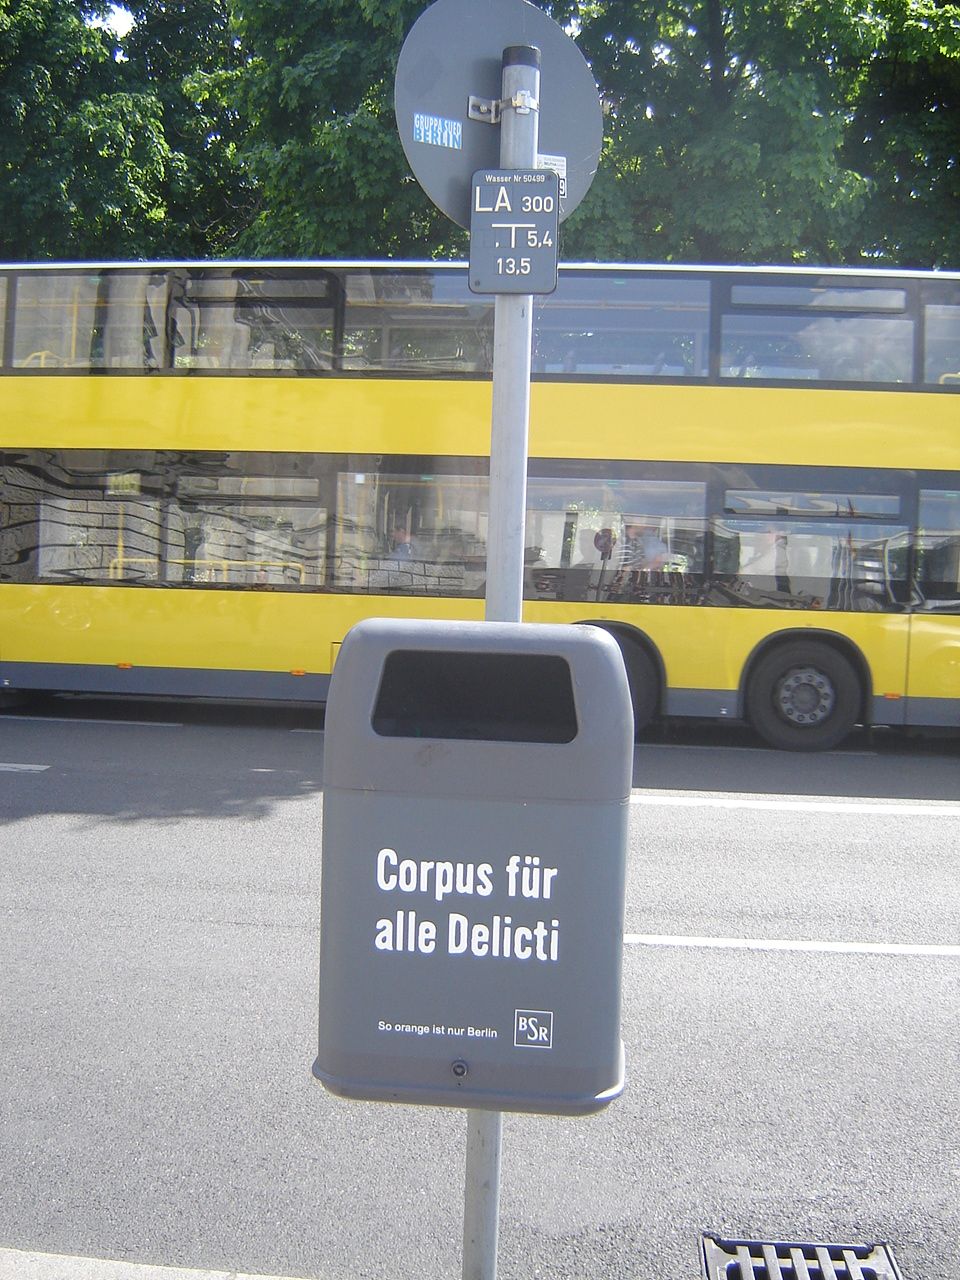 GRUPPA SUED
BERLIN
Wasser Nr 50499
LA 300
.T 5,4
13,5
Corpus für
alle Delicti
So orange ist nur Berlin
BSR